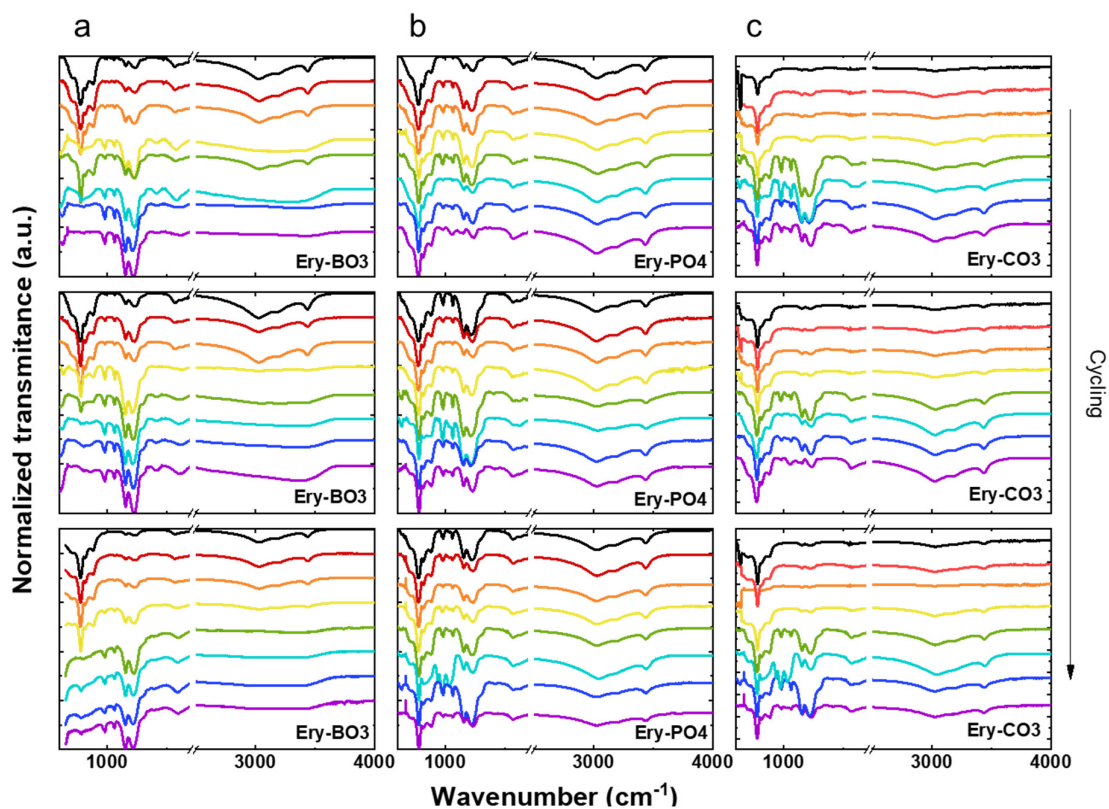 a b c
Normalized transmitance (a.u.)
Ery-BO3 Ery-PO4 Ery-CO3
Ery-BO3 Ery-PO4 Ery-CO3
Ery-BO3 Ery-PO4 Ery-CO3
Cycling
1000 3000 4000 1000 3000 4000 1000 3000 4000
Wavenumber (cm-1)